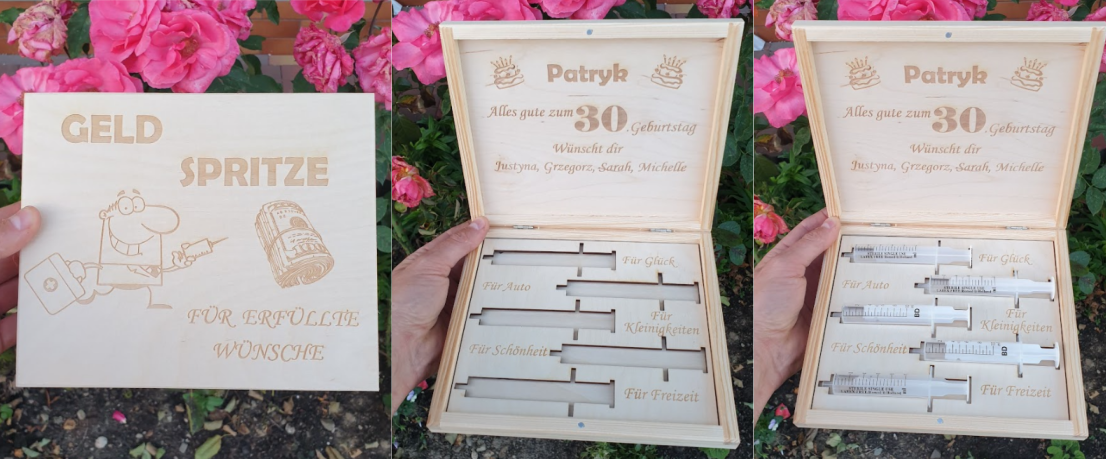 GELD
SPRITZE
FÜR ERFÜLLTE
WÜNSCHE
Patryk
Alles gute zum 30. Geburtstag
Wünscht dir
Justyna, Grzegorz, Sarah, Michelle
Für Glück
Für Auto
Für
Kleinigkeiten
Für Schönheit
Für Freizeit
Patryk
Alles gute zum 30. Geburtstag
Wünscht dir
Justyna, Grzegorz, Sarah, Michelle
Für Glück
Für Auto
Für
BD
Kleinigkeiten
Für Schönheit
BD
Für Freizeit